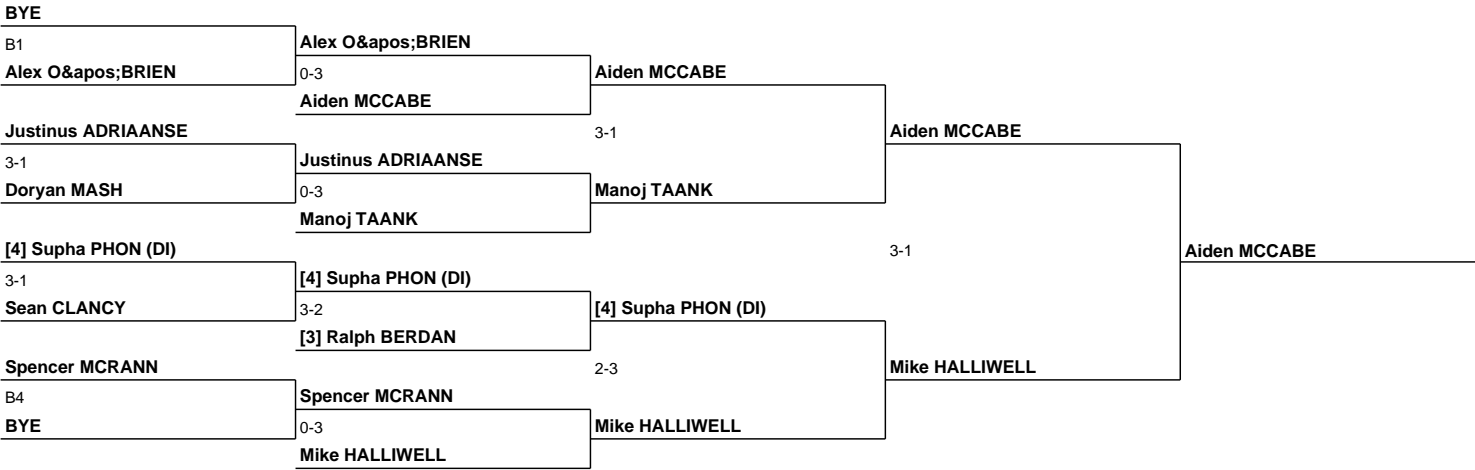 BYE
B1
Alex O&apos;BRIEN
Alex O&apos;BRIEN
0-3
Aiden MCCABE
Aiden MCCABE
Justinus ADRIAANSE
3-1
Aiden MCCABE
3-1
Justinus ADRIAANSE
Doryan MASH
0-3
Manoj TAANK
Manoj TAANK
[4] Supha PHON (DI)
3-1
Aiden MCCABE
3-1
[4] Supha PHON (DI)
Sean CLANCY
3-2
[4] Supha PHON (DI)
[3] Ralph BERDAN
Spencer MCRANN
2-3
Mike HALLIWELL
B4
Spencer MCRANN
BYE
0-3
Mike HALLIWELL
Mike HALLIWELL